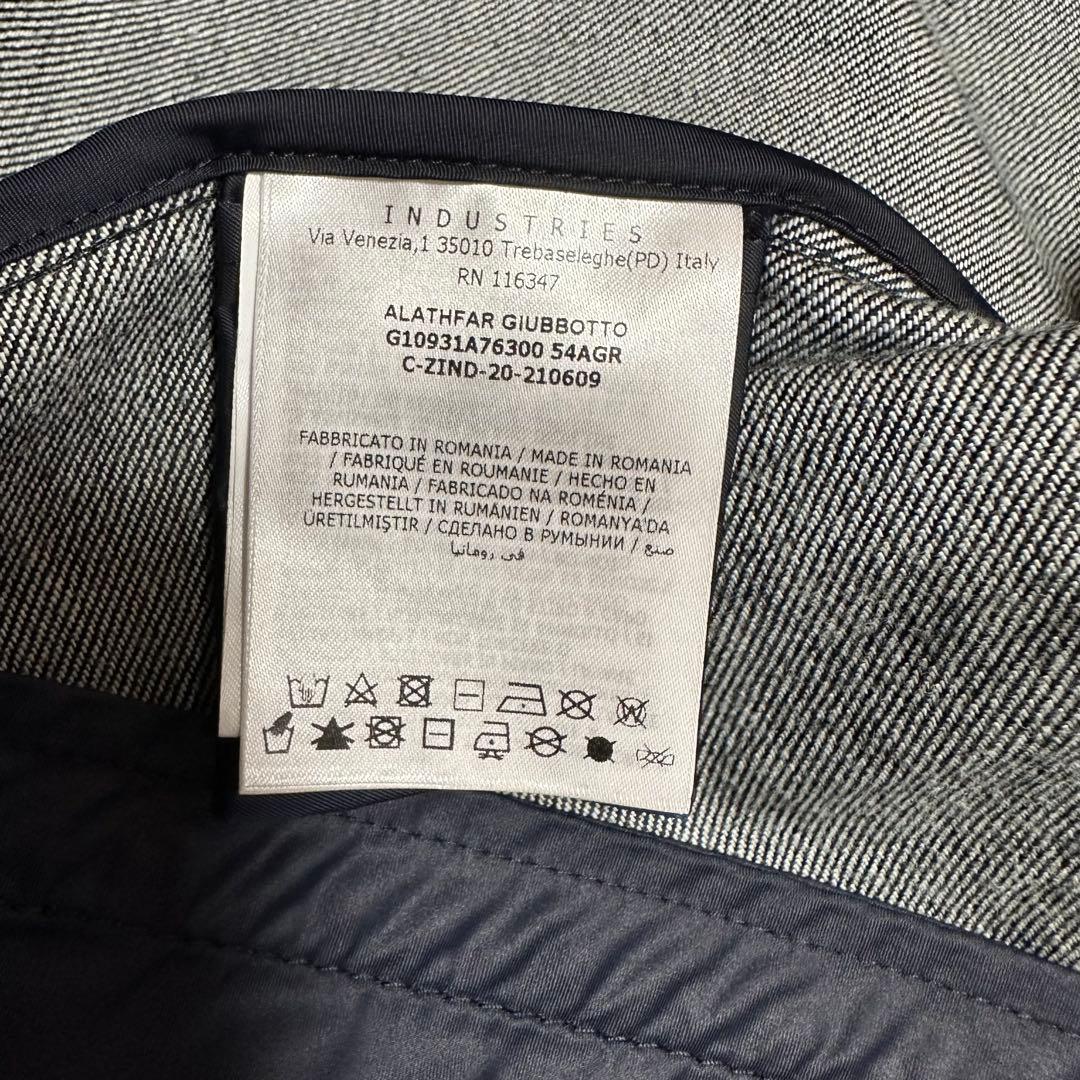 INDUSTRIES
Via Venezia,1 35010 Trebaseleghe(PD) Italy
RN 116347
ALATHFAR GIUBBOTTO
G10931A76300 54AGR
C-ZIND-20-210609
FABBRICATO IN ROMANIA / MADE IN ROMANIA
/ FABRIQUÉ EN ROUMANIE / HECHO EN
RUMANIA / FABRICADO NA ROMÉNIA /
HERGESTELLT IN RUMÄNIEN / ROMANYA'DA
ÜRETILMIŞTIR / СДЕЛАНО В РУМЫНИИ / صنع
في رومانيا